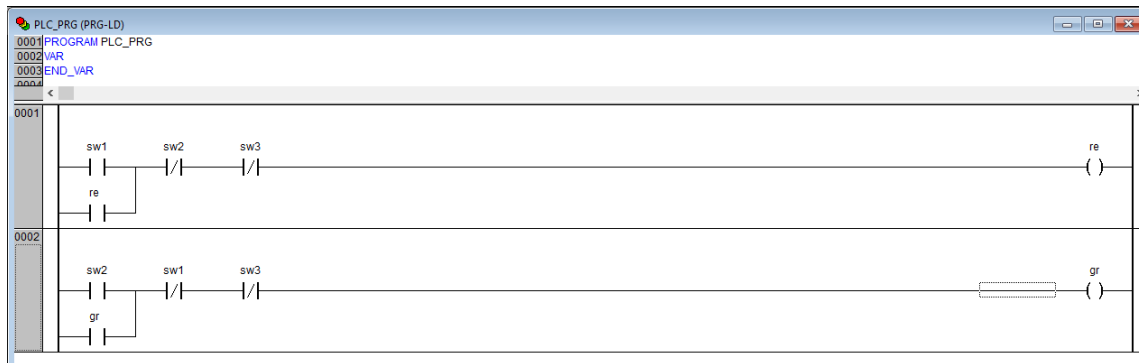 PLC_PRG (PRG-LD)
0001 PROGRAM PLC_PRG
0002 VAR
0003 END_VAR
0004
0001
sw1 sw2 sw3 re
re
0002
sw2 sw1 sw3 gr
gr